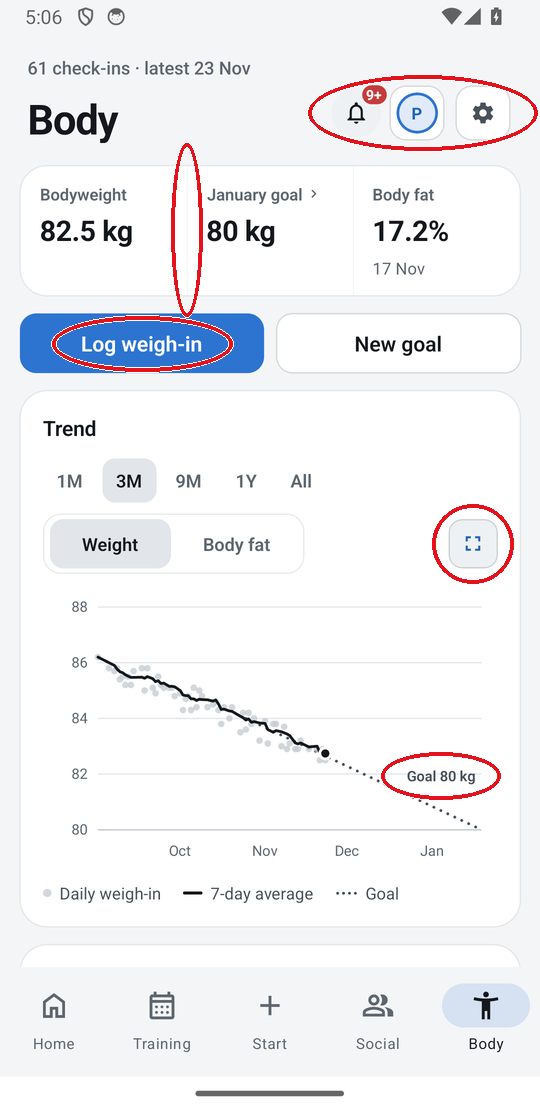 5:06
61 check-ins · latest 23 Nov
Body
9+
P
Bodyweight
82.5 kg
January goal
80 kg
Body fat
17.2%
17 Nov
Log weigh-in
New goal
Trend
1M 3M 9M 1Y All
Weight Body fat
88
86
84
82
80
Goal 80 kg
Oct Nov Dec Jan
Daily weigh-in 7-day average Goal
Home Training Start Social Body